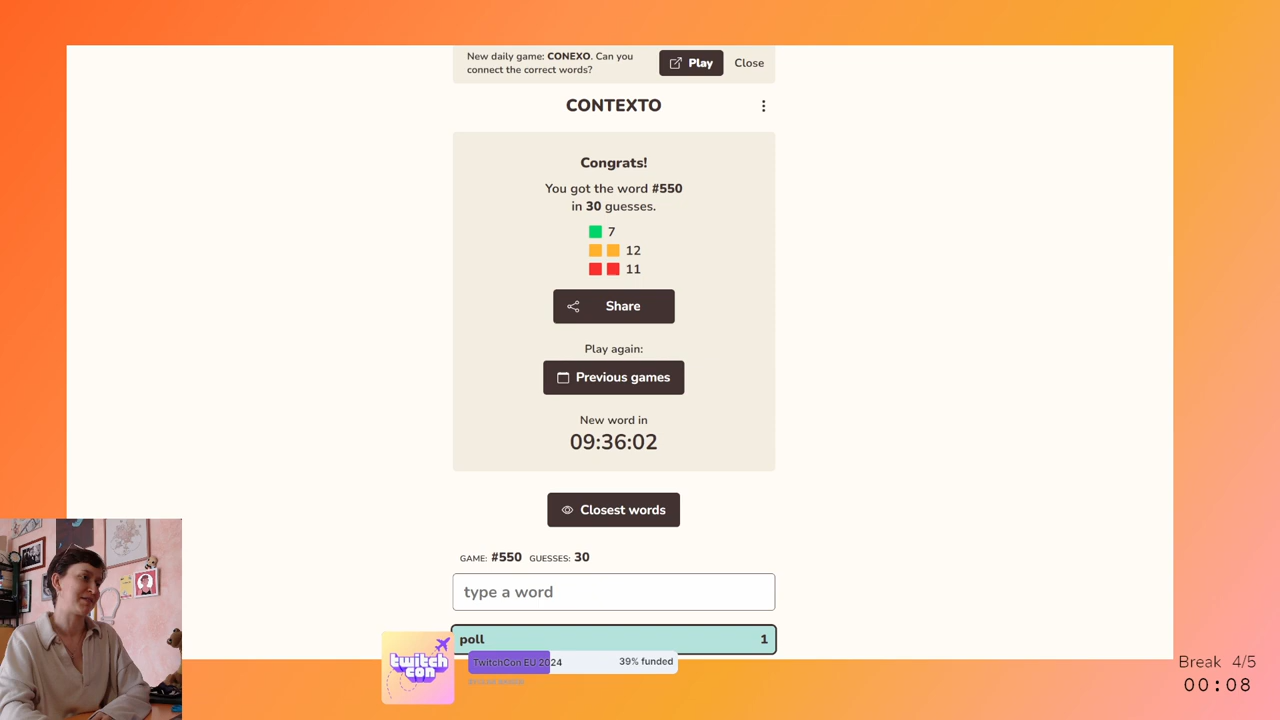 New daily game: CONEXO. Can you
connect the correct words?
Play
Close
CONTEXTO
Congrats!
You got the word #550
in 30 guesses.
7
12
11
Share
Play again:
Previous games
New word in
09:36:02
Closest words
GAME: #550 GUESSES: 30
type a word
poll 1
twitch
con
TwitchCon EU 2024 39% funded
Break 4/5
00:08